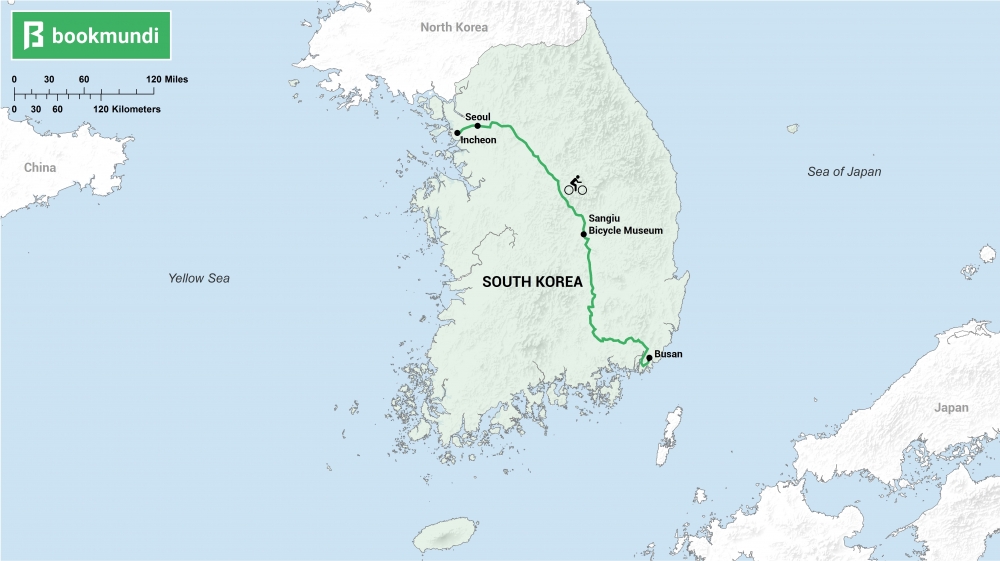 bookmundi
0 30 60 120 Miles
0 30 60 120 Kilometers
North Korea
Seoul
Incheon
China
Sea of Japan
Sangiu
Bicycle Museum
Yellow Sea
SOUTH KOREA
Busan
Japan